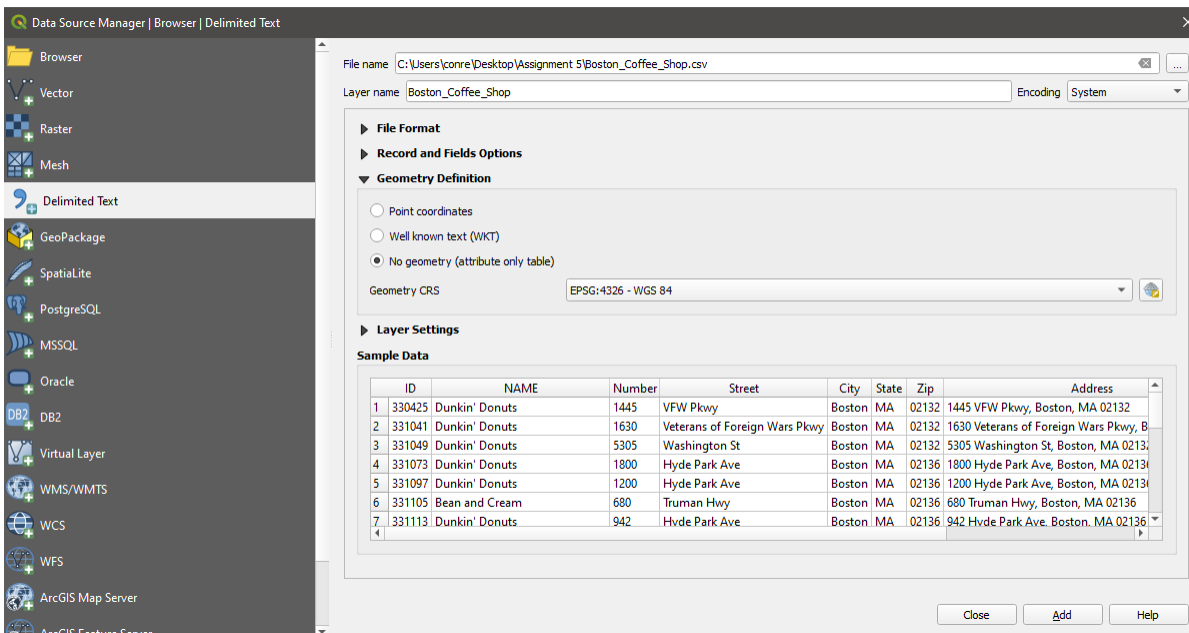 Data Source Manager | Browser | Delimited Text
Browser
Vector
Raster
Mesh
Delimited Text
GeoPackage
SpatiaLite
PostgreSQL
MSSQL
Oracle
DB2 DB2
Virtual Layer
WMS/WMTS
WCS
WFS
ArcGIS Map Server
ArcGIS Feature Server
File name C:\Users\conre\Desktop\Assignment 5\Boston_Coffee_Shop.csv ...
Layer name Boston_Coffee_Shop Encoding System
File Format
Record and Fields Options
Geometry Definition
Point coordinates
Well known text (WKT)
No geometry (attribute only table)
Geometry CRS EPSG:4326 - WGS 84
Layer Settings
Sample Data
ID NAME Number Street City State Zip Address
1 330425 Dunkin' Donuts 1445 VFW Pkwy Boston MA 02132 1445 VFW Pkwy, Boston, MA 02132
2 331041 Dunkin' Donuts 1630 Veterans of Foreign Wars Pkwy Boston MA 02132 1630 Veterans of Foreign Wars Pkwy, B
3 331049 Dunkin' Donuts 5305 Washington St Boston MA 02132 5305 Washington St, Boston, MA 02132
4 331073 Dunkin' Donuts 1800 Hyde Park Ave Boston MA 02136 1800 Hyde Park Ave, Boston, MA 02136
5 331097 Dunkin' Donuts 1200 Hyde Park Ave Boston MA 02136 1200 Hyde Park Ave, Boston, MA 02136
6 331105 Bean and Cream 680 Truman Hwy Boston MA 02136 680 Truman Hwy, Boston, MA 02136
7 331113 Dunkin' Donuts 942 Hyde Park Ave Boston MA 02136 942 Hyde Park Ave, Boston, MA 02136
Close Add Help